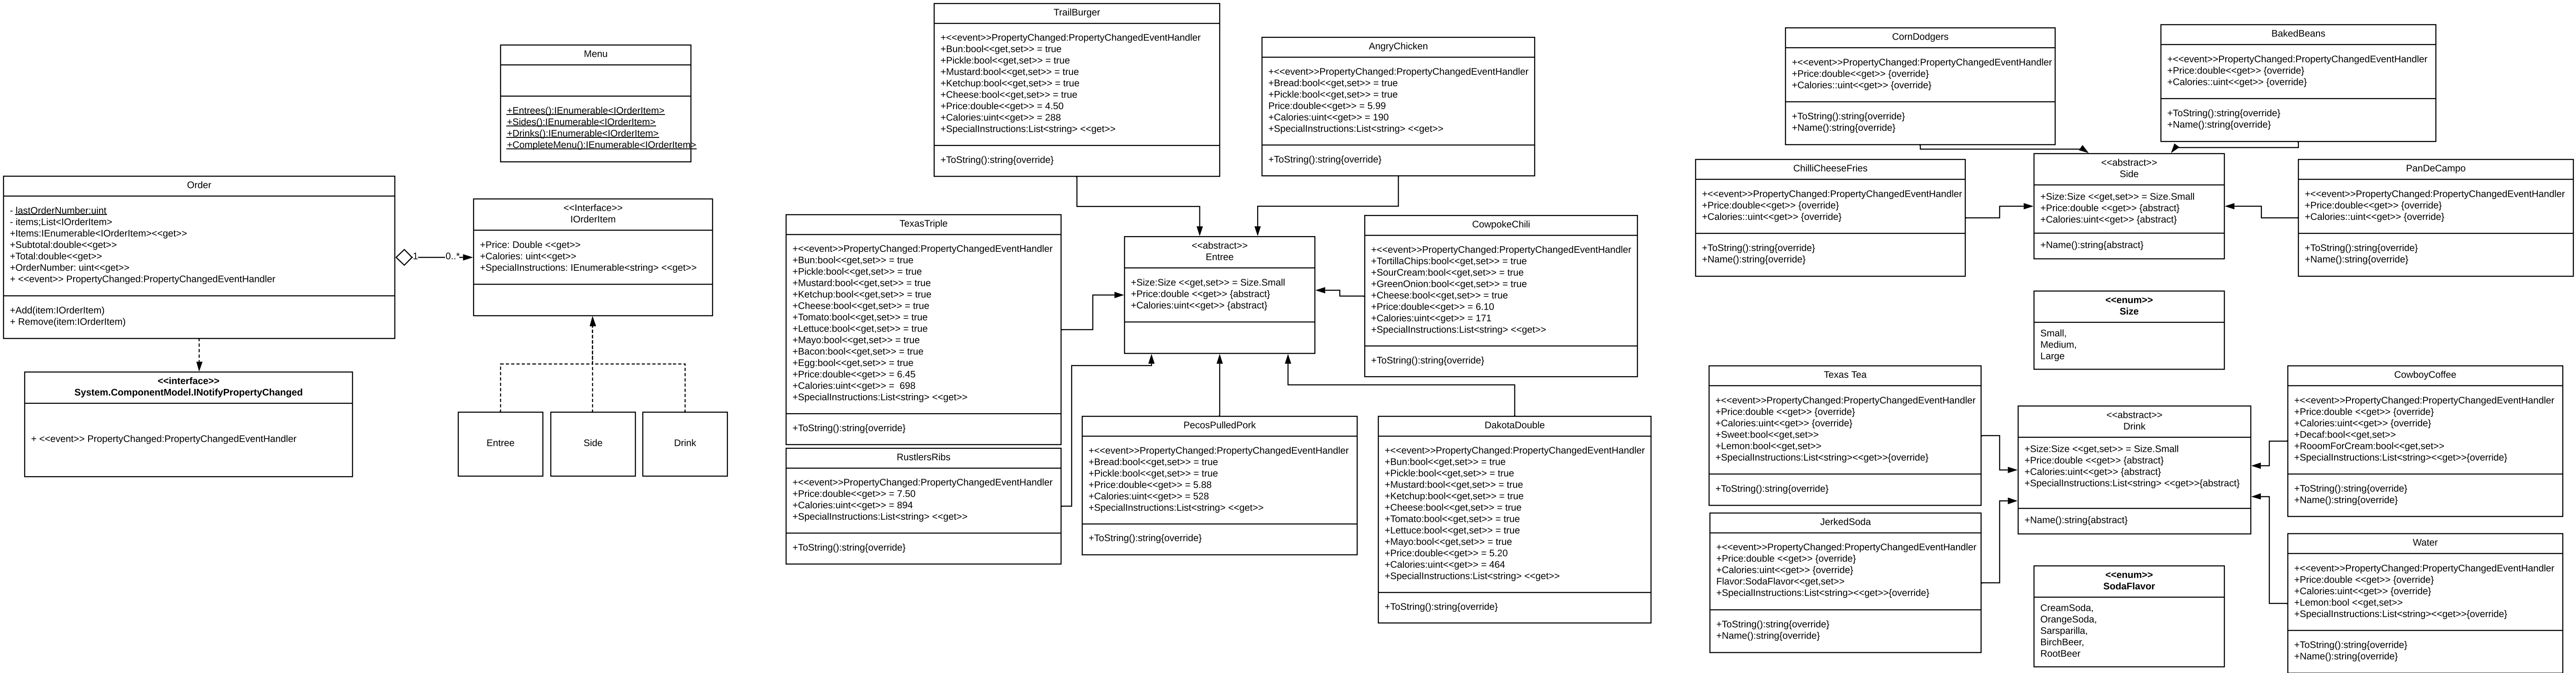 Menu
+Entrees():IEnumerable<IOrderItem>
+Sides():IEnumerable<IOrderItem>
+Drinks():IEnumerable<IOrderItem>
+CompleteMenu():IEnumerable<IOrderItem>
Order
- lastOrderNumber:uint
- items;List<IOrderItem>
+Items:IEnumerable<IOrderItem><<get>>
+Subtotal:double<<get>>
+Total:double<<get>>
+OrderNumber: uint<<get>>
+ <<event>> PropertyChanged:PropertyChangedEventHandler
+Add(item:IOrderItem)
+ Remove(item:IOrderItem)
1
0..*
<<Interface>>
IOrderItem
+Price: Double <<get>>
+Calories: uint<<get>>
+SpecialInstructions: IEnumerable<string> <<get>>
<<interface>>
System.ComponentModel.INotifyPropertyChanged
+ <<event>> PropertyChanged:PropertyChangedEventHandler
Entree
Side
Drink
TrailBurger
+<<event>>PropertyChanged:PropertyChangedEventHandler
+Bun:bool<<get,set>> = true
+Pickle:bool<<get,set>> = true
+Mustard:bool<<get,set>> = true
+Ketchup:bool<<get,set>> = true
+Cheese:bool<<get,set>> = true
+Price:double<<get>> = 4.50
+Calories:uint<<get>> = 288
+SpecialInstructions:List<string> <<get>>
+ToString():string{override}
AngryChicken
+<<event>>PropertyChanged:PropertyChangedEventHandler
+Bread:bool<<get,set>> = true
+Pickle:bool<<get,set>> = true
Price:double<<get>> = 5.99
+Calories:uint<<get>> = 190
+SpecialInstructions:List<string> <<get>>
+ToString():string{override}
TexasTriple
+<<event>>PropertyChanged:PropertyChangedEventHandler
+Bun:bool<<get,set>> = true
+Pickle:bool<<get,set>> = true
+Mustard:bool<<get,set>> = true
+Ketchup:bool<<get,set>> = true
+Cheese:bool<<get,set>> = true
+Tomato:bool<<get,set>> = true
+Lettuce:bool<<get,set>> = true
+Mayo:bool<<get,set>> = true
+Bacon:bool<<get,set>> = true
+Egg:bool<<get,set>> = true
+Price:double<<get>> = 6.45
+Calories:uint<<get>> = 698
+SpecialInstructions:List<string> <<get>>
+ToString():string{override}
<<abstract>>
Entree
+Size:Size <<get,set>> = Size.Small
+Price:double <<get>> {abstract}
+Calories:uint<<get>> {abstract}
CowpokeChili
+<<event>>PropertyChanged:PropertyChangedEventHandler
+TortillaChips:bool<<get,set>> = true
+SourCream:bool<<get,set>> = true
+GreenOnion:bool<<get,set>> = true
+Cheese:bool<<get,set>> = true
+Price:double<<get>> = 6.10
+Calories:uint<<get>> = 171
+SpecialInstructions:List<string> <<get>>
+ToString():string{override}
RustlersRibs
+<<event>>PropertyChanged:PropertyChangedEventHandler
+Price:double<<get>> = 7.50
+Calories:uint<<get>> = 894
+SpecialInstructions:List<string> <<get>>
+ToString():string{override}
PecosPulledPork
+<<event>>PropertyChanged:PropertyChangedEventHandler
+Bread:bool<<get,set>> = true
+Pickle:bool<<get,set>> = true
+Price:double<<get>> = 5.88
+Calories:uint<<get>> = 528
+SpecialInstructions:List<string> <<get>>
+ToString():string{override}
DakotaDouble
+<<event>>PropertyChanged:PropertyChangedEventHandler
+Bun:bool<<get,set>> = true
+Pickle:bool<<get,set>> = true
+Mustard:bool<<get,set>> = true
+Ketchup:bool<<get,set>> = true
+Cheese:bool<<get,set>> = true
+Tomato:bool<<get,set>> = true
+Lettuce:bool<<get,set>> = true
+Mayo:bool<<get,set>> = true
+Price:double<<get>> = 5.20
+Calories:uint<<get>> = 464
+SpecialInstructions:List<string> <<get>>
+ToString():string{override}
CornDodgers
+<<event>>PropertyChanged:PropertyChangedEventHandler
+Price:double<<get>> {override}
+Calories::uint<<get>> {override}
+ToString():string{override}
+Name():string{override}
BakedBeans
+<<event>>PropertyChanged:PropertyChangedEventHandler
+Price:double<<get>> {override}
+Calories::uint<<get>> {override}
+ToString():string{override}
+Name():string{override}
ChilliCheeseFries
+<<event>>PropertyChanged:PropertyChangedEventHandler
+Price:double<<get>> {override}
+Calories::uint<<get>> {override}
+ToString():string{override}
+Name():string{override}
<<abstract>>
Side
+Size:Size <<get,set>> = Size.Small
+Price:double <<get>> {abstract}
+Calories:uint<<get>> {abstract}
+Name():string{abstract}
PanDeCampo
+<<event>>PropertyChanged:PropertyChangedEventHandler
+Price:double<<get>> {override}
+Calories::uint<<get>> {override}
+ToString():string{override}
+Name():string{override}
<<enum>>
Size
Small,
Medium,
Large
Texas Tea
+<<event>>PropertyChanged:PropertyChangedEventHandler
+Price:double <<get>> {override}
+Calories:uint<<get>> {override}
+Sweet:bool<<get,set>>
+Lemon:bool<<get,set>>
+SpecialInstructions:List<string><<get>>{override}
+ToString():string{override}
<<abstract>>
Drink
+Size:Size <<get,set>> = Size.Small
+Price:double <<get>> {abstract}
+Calories:uint<<get>> {abstract}
+SpecialInstructions:List<string> <<get>>{abstract}
+Name():string{abstract}
CowboyCoffee
+<<event>>PropertyChanged:PropertyChangedEventHandler
+Price:double <<get>> {override}
+Calories:uint<<get>> {override}
+Decaf:bool<<get,set>>
+RooomForCream:bool<<get,set>>
+SpecialInstructions:List<string><<get>>{override}
+ToString():string{override}
+Name():string{override}
JerkedSoda
+<<event>>PropertyChanged:PropertyChangedEventHandler
+Price:double <<get>> {override}
+Calories:uint<<get>> {override}
Flavor:SodaFlavor<<get,set>>
+SpecialInstructions:List<string><<get>>{override}
+ToString():string{override}
+Name():string{override}
<<enum>>
SodaFlavor
CreamSoda,
OrangeSoda,
Sarsparilla,
BirchBeer,
RootBeer
Water
+<<event>>PropertyChanged:PropertyChangedEventHandler
+Price:double <<get>> {override}
+Calories:uint<<get>> {override}
+Lemon:bool <<get,set>>
+SpecialInstructions:List<string><<get>>{override}
+ToString():string{override}
+Name():string{override}